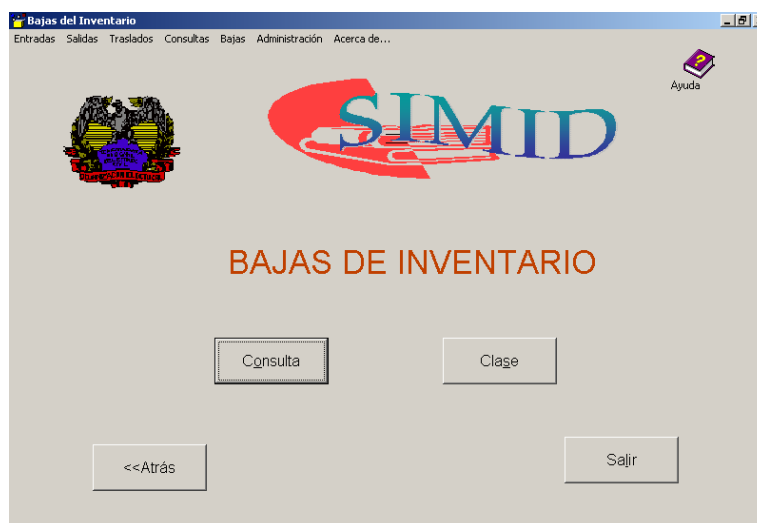 Bajas del Inventario
Entradas Salidas Traslados Consultas Bajas Administración Acerca de...
Ayuda
SIMID
BAJAS DE INVENTARIO
Consulta Clase
<<Atrás Salir